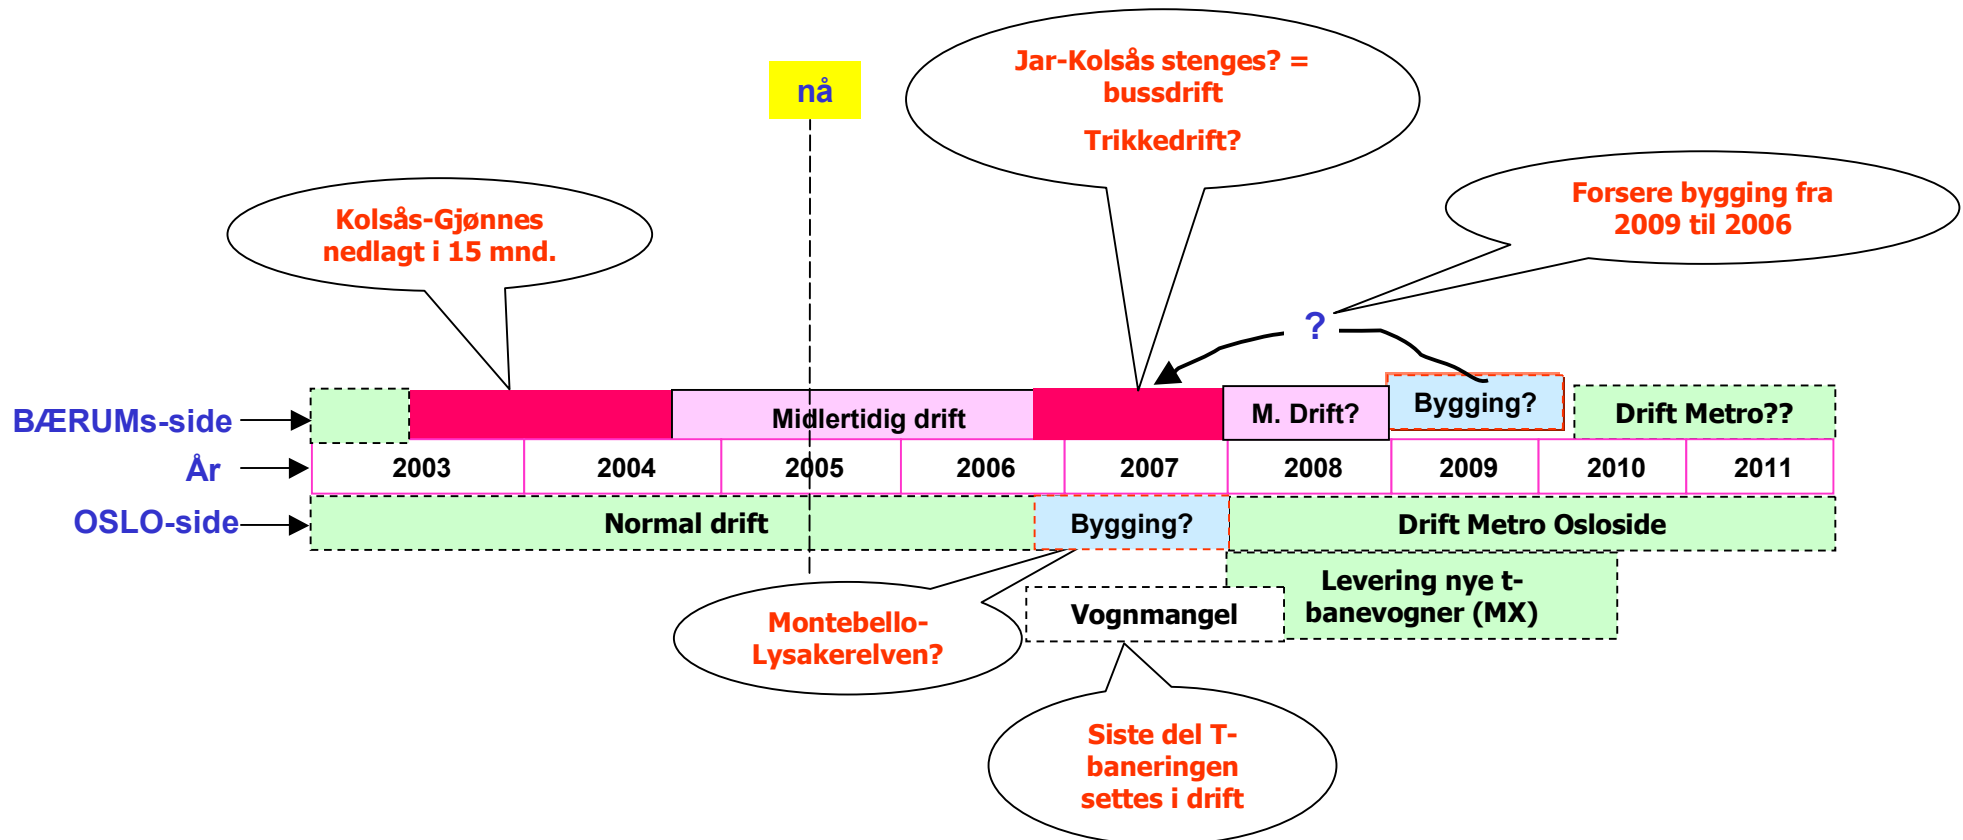 Jar-Kolsås stenges? =
bussdrift
Trikkedrift?
nå
Forsere bygging fra
2009 til 2006
Kolsås-Gjønnes
nedlagt i 15 mnd.
?
BÆRUMs-side
Midlertidig drift
M. Drift?
Bygging?
Drift Metro??
År
2003
2004
2005
2006
2007
2008
2009
2010
2011
OSLO-side
Normal drift
Bygging?
Drift Metro Osloside
Levering nye t-
banevogner (MX)
Vognmangel
Montebello-
Lysakerelven?
Siste del T-
baneringen
settes i drift